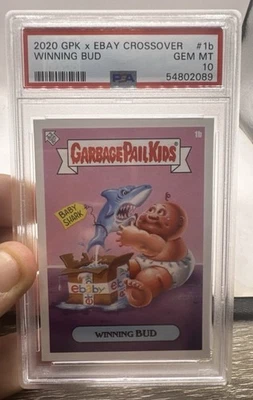 2020 GPK x EBAY CROSSOVER #1b
WINNING BUD GEM MT
PSA 10
54802089
1b
GARBAGE PAIL KIDS
BABY SHARK
ebay
WINNING BUD